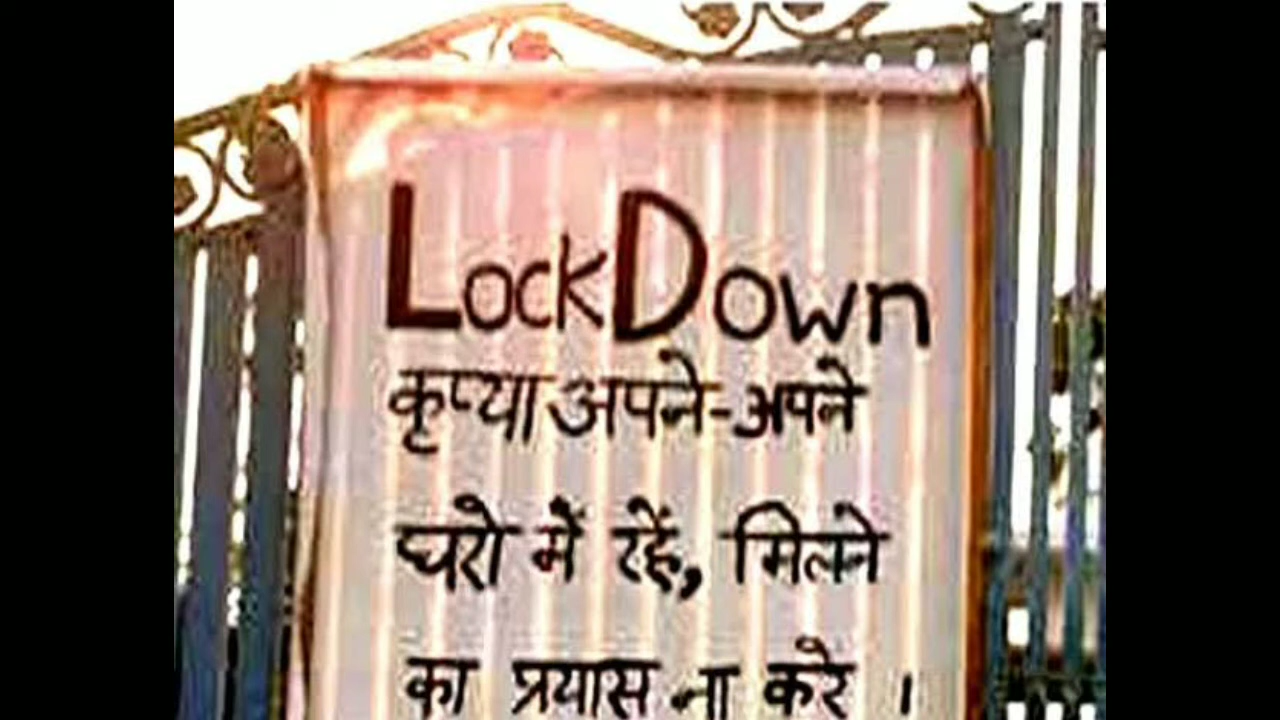 LockDown
कृप्या अपने-अपने
घरो में रहें, मिलने
का प्रयास ना करे ।